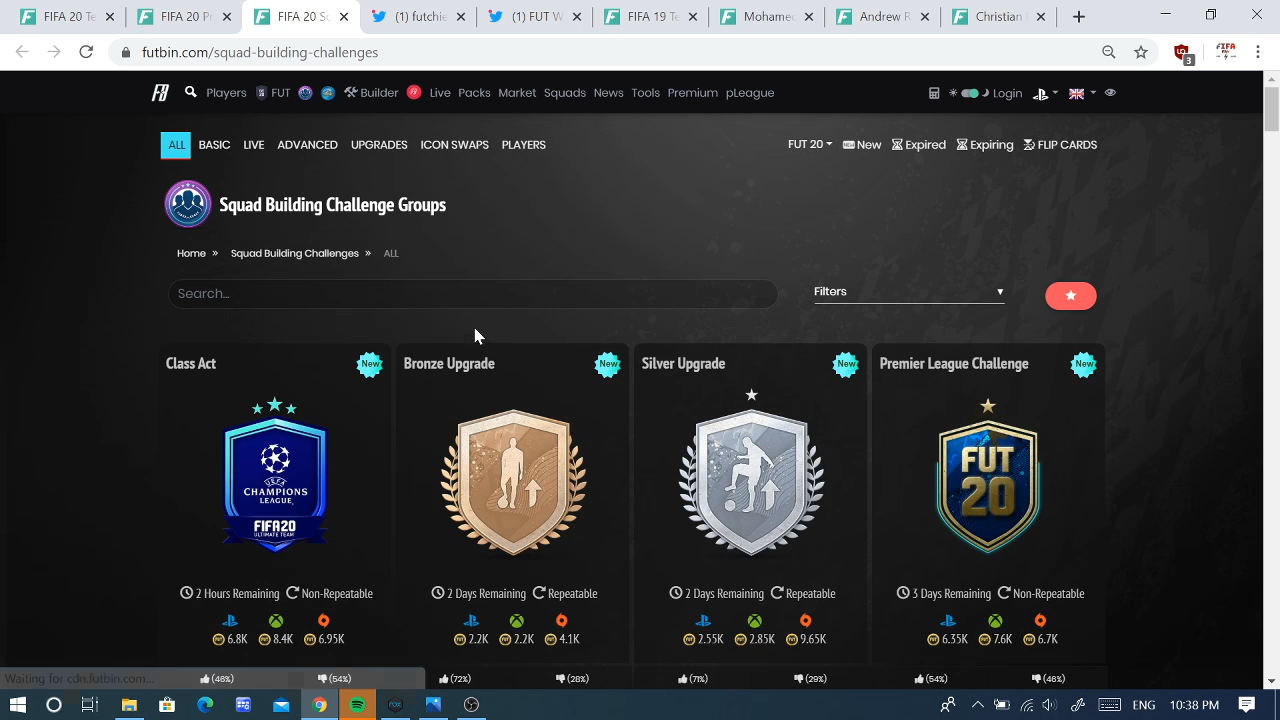 FIFA 20 Te
FIFA 20 Pr
FIFA 20 Sc
(1) futchie
(1) FUT W
FIFA 19 Te
Mohamed
Andrew R
Christian
futbin.com/squad-building-challenges
3
FIFA
Players FUT Builder Live Packs Market Squads News Tools Premium pLeague Login
ALL BASIC LIVE ADVANCED UPGRADES ICON SWAPS PLAYERS
FUT 20 New Expired Expiring FLIP CARDS
Squad Building Challenge Groups
Home » Squad Building Challenges » ALL
Search...
Filters
Class Act New
Bronze Upgrade New
Silver Upgrade New
Premier League Challenge New
UEFA
CHAMPIONS
LEAGUE
FIFA20
ULTIMATE TEAM
FUT
20
2 Hours Remaining Non-Repeatable
2 Days Remaining Repeatable
2 Days Remaining Repeatable
3 Days Remaining Non-Repeatable
6.8K 8.4K 6.95K
2.2K 2.2K 4.1K
2.55K 2.85K 9.65K
6.35K 7.6K 6.7K
Waiting for cdn.futbin.com...
(46%) (54%)
(72%) (28%)
(71%) (29%)
(54%) (46%)
ENG 10:38 PM